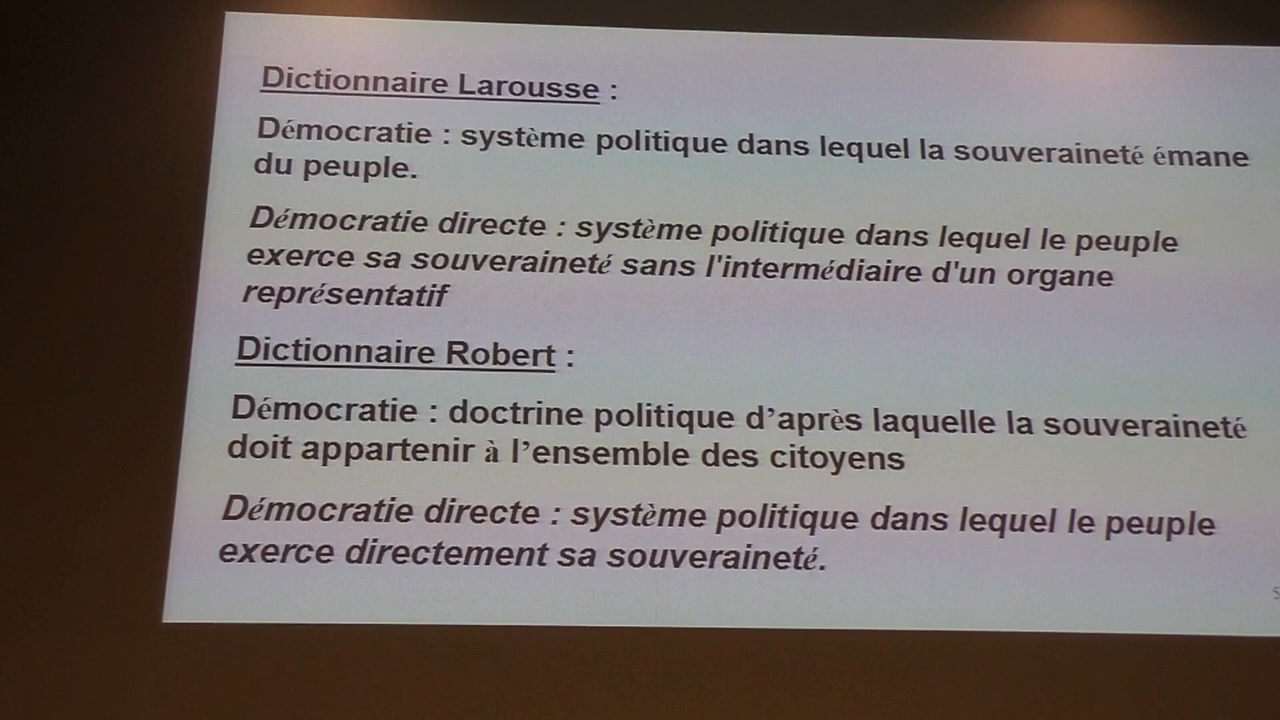 Dictionnaire Larousse :
Démocratie : système politique dans lequel la souveraineté émane
du peuple.
Démocratie directe : système politique dans lequel le peuple
exerce sa souveraineté sans l'intermédiaire d'un organe
représentatif
Dictionnaire Robert :
Démocratie : doctrine politique d’après laquelle la souveraineté
doit appartenir à l’ensemble des citoyens
Démocratie directe : système politique dans lequel le peuple
exerce directement sa souveraineté.
5